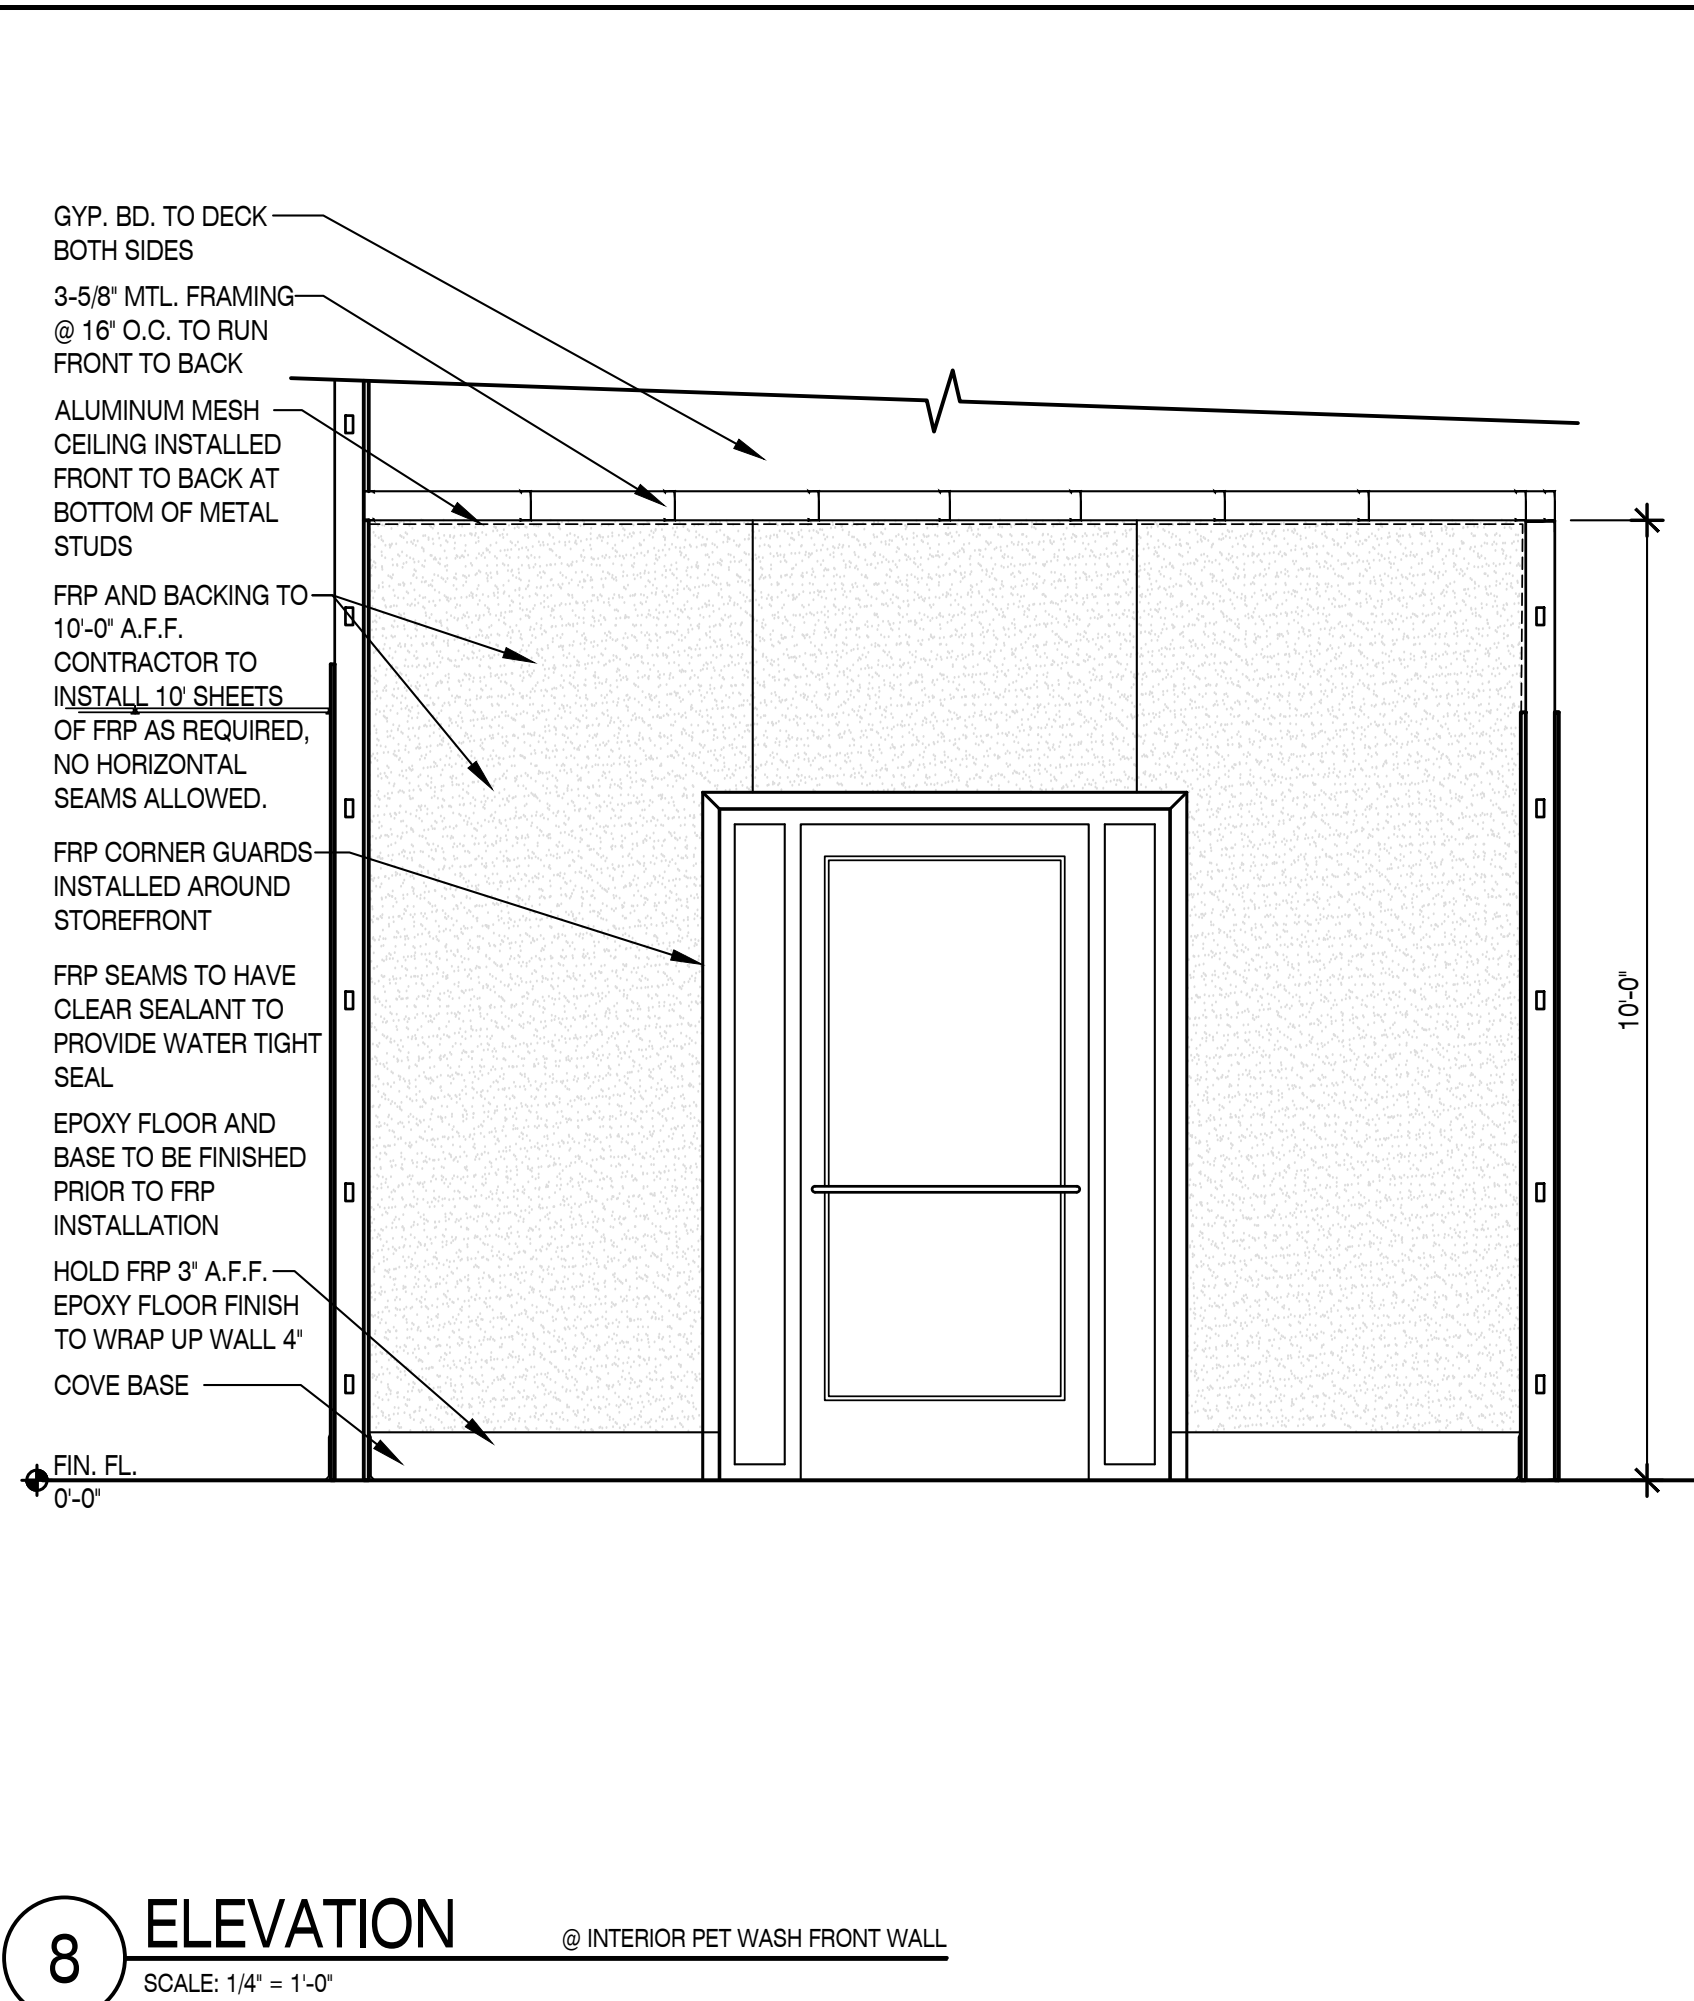 GYP. BD. TO DECK
BOTH SIDES
3-5/8" MTL. FRAMING
@ 16" O.C. TO RUN
FRONT TO BACK
ALUMINUM MESH
CEILING INSTALLED
FRONT TO BACK AT
BOTTOM OF METAL
STUDS
FRP AND BACKING TO
10'-0" A.F.F.
CONTRACTOR TO
INSTALL 10' SHEETS
OF FRP AS REQUIRED,
NO HORIZONTAL
SEAMS ALLOWED.
FRP CORNER GUARDS
INSTALLED AROUND
STOREFRONT
FRP SEAMS TO HAVE
CLEAR SEALANT TO
PROVIDE WATER TIGHT
SEAL
EPOXY FLOOR AND
BASE TO BE FINISHED
PRIOR TO FRP
INSTALLATION
HOLD FRP 3" A.F.F.
EPOXY FLOOR FINISH
TO WRAP UP WALL 4"
COVE BASE
FIN. FL.
0'-0"
10'-0"
8
ELEVATION
@ INTERIOR PET WASH FRONT WALL
SCALE: 1/4" = 1'-0"